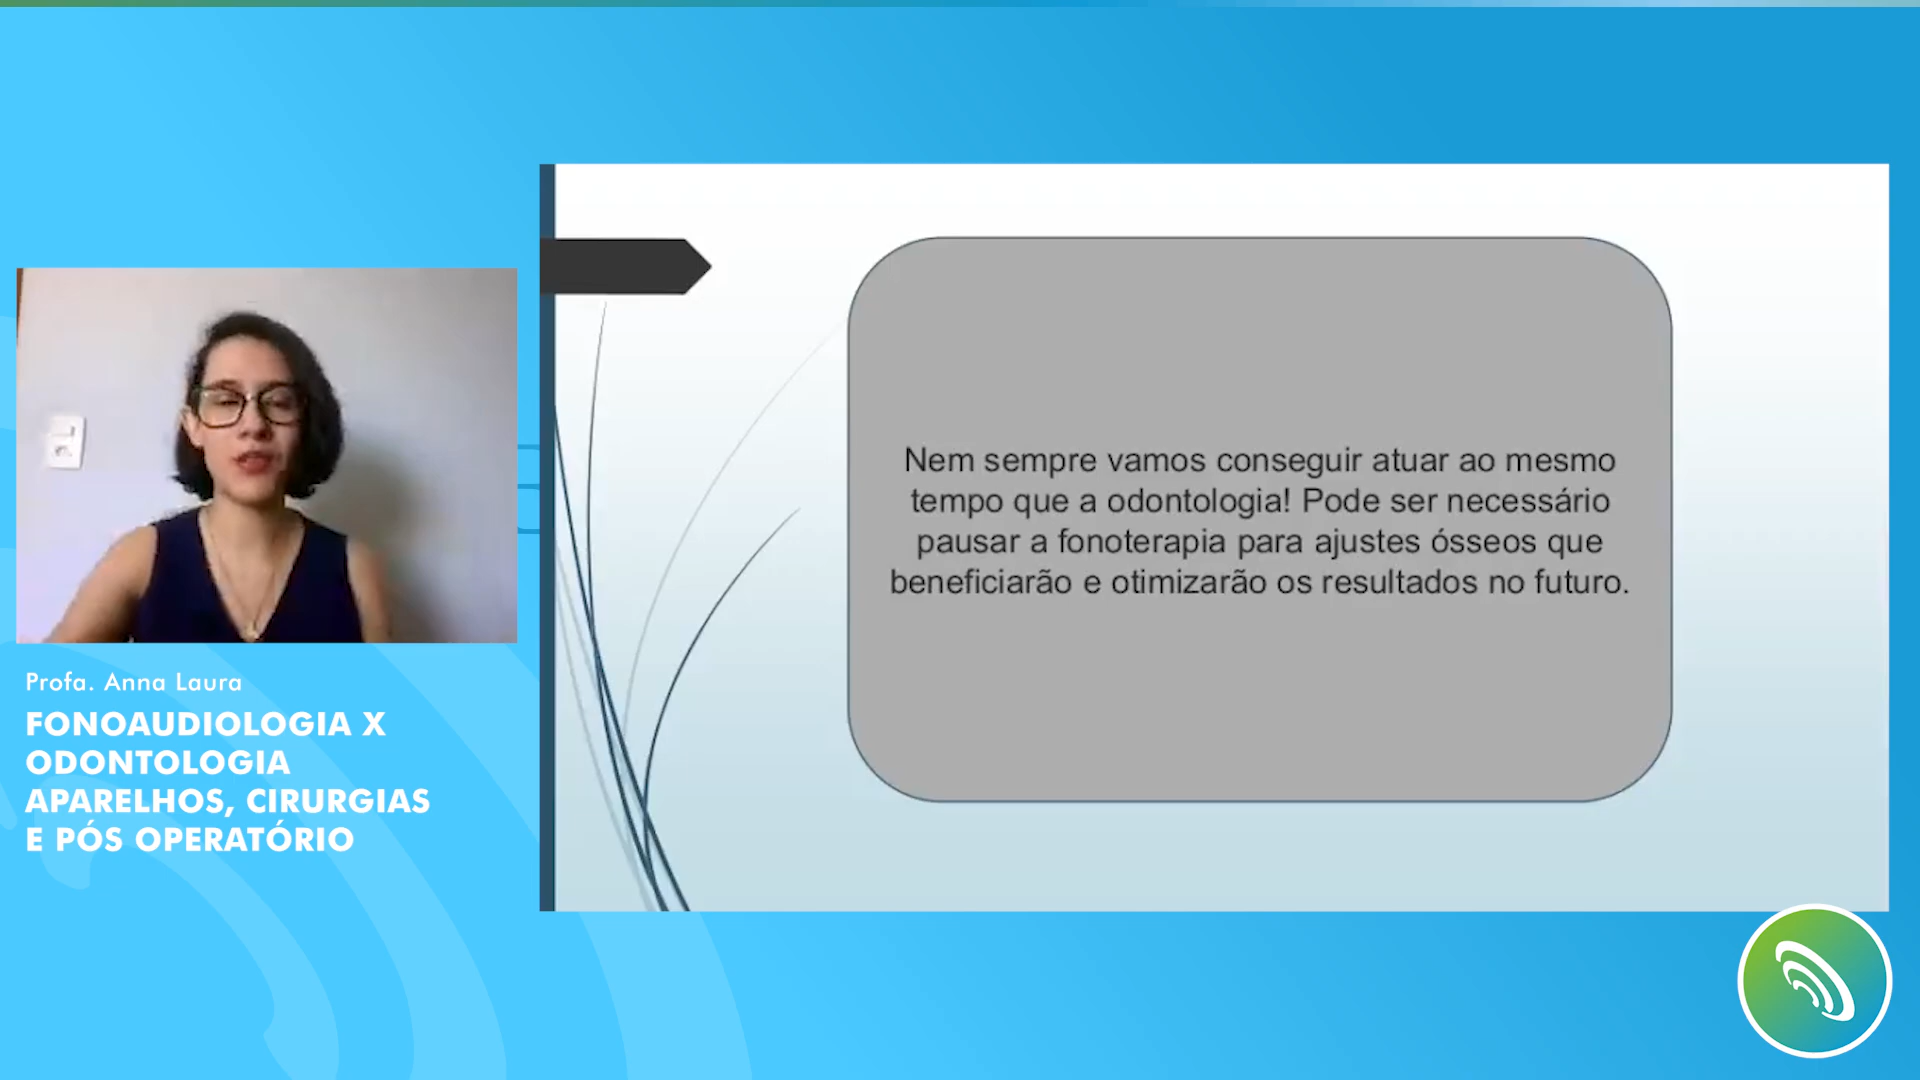 Profa. Anna Laura
FONOAUDIOLOGIA X
ODONTOLOGIA
APARELHOS, CIRURGIAS
E PÓS OPERATÓRIO
Nem sempre vamos conseguir atuar ao mesmo
tempo que a odontologia! Pode ser necessário
pausar a fonoterapia para ajustes ósseos que
beneficiarão e otimizarão os resultados no futuro.